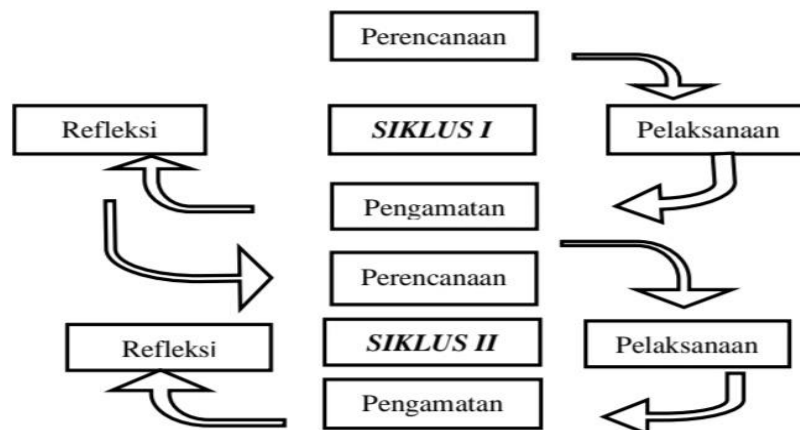 Perencanaan
Refleksi
SIKLUS I
Pelaksanaan
Pengamatan
Perencanaan
Refleksi
SIKLUS II
Pelaksanaan
Pengamatan